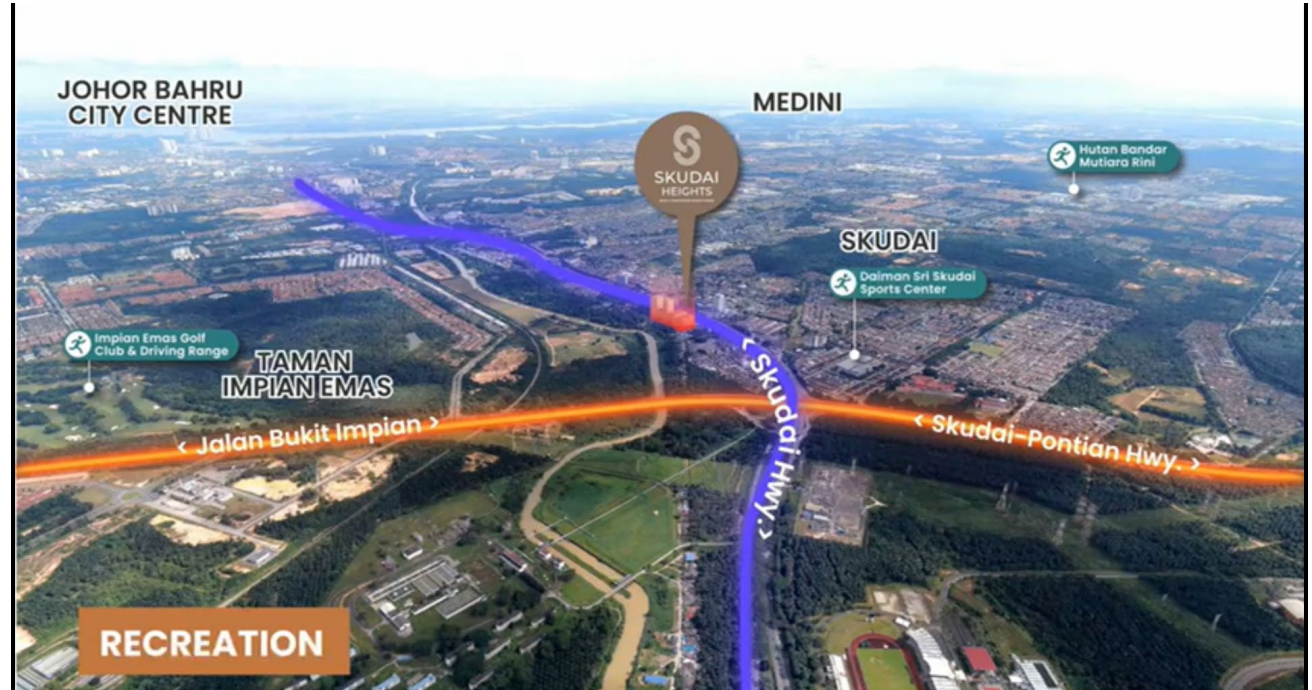 JOHOR BAHRU
CITY CENTRE
MEDINI
SKUDAI
HEIGHTS
Hutan Bandar
Mutiara Rini
SKUDAI
Daiman Sri Skudai
Sports Center
Impian Emas Golf
Club & Driving Range
TAMAN
IMPIAN EMAS
< Jalan Bukit Impian >
< Skudai Hwy. >
< Skudai-Pontian Hwy. >
RECREATION